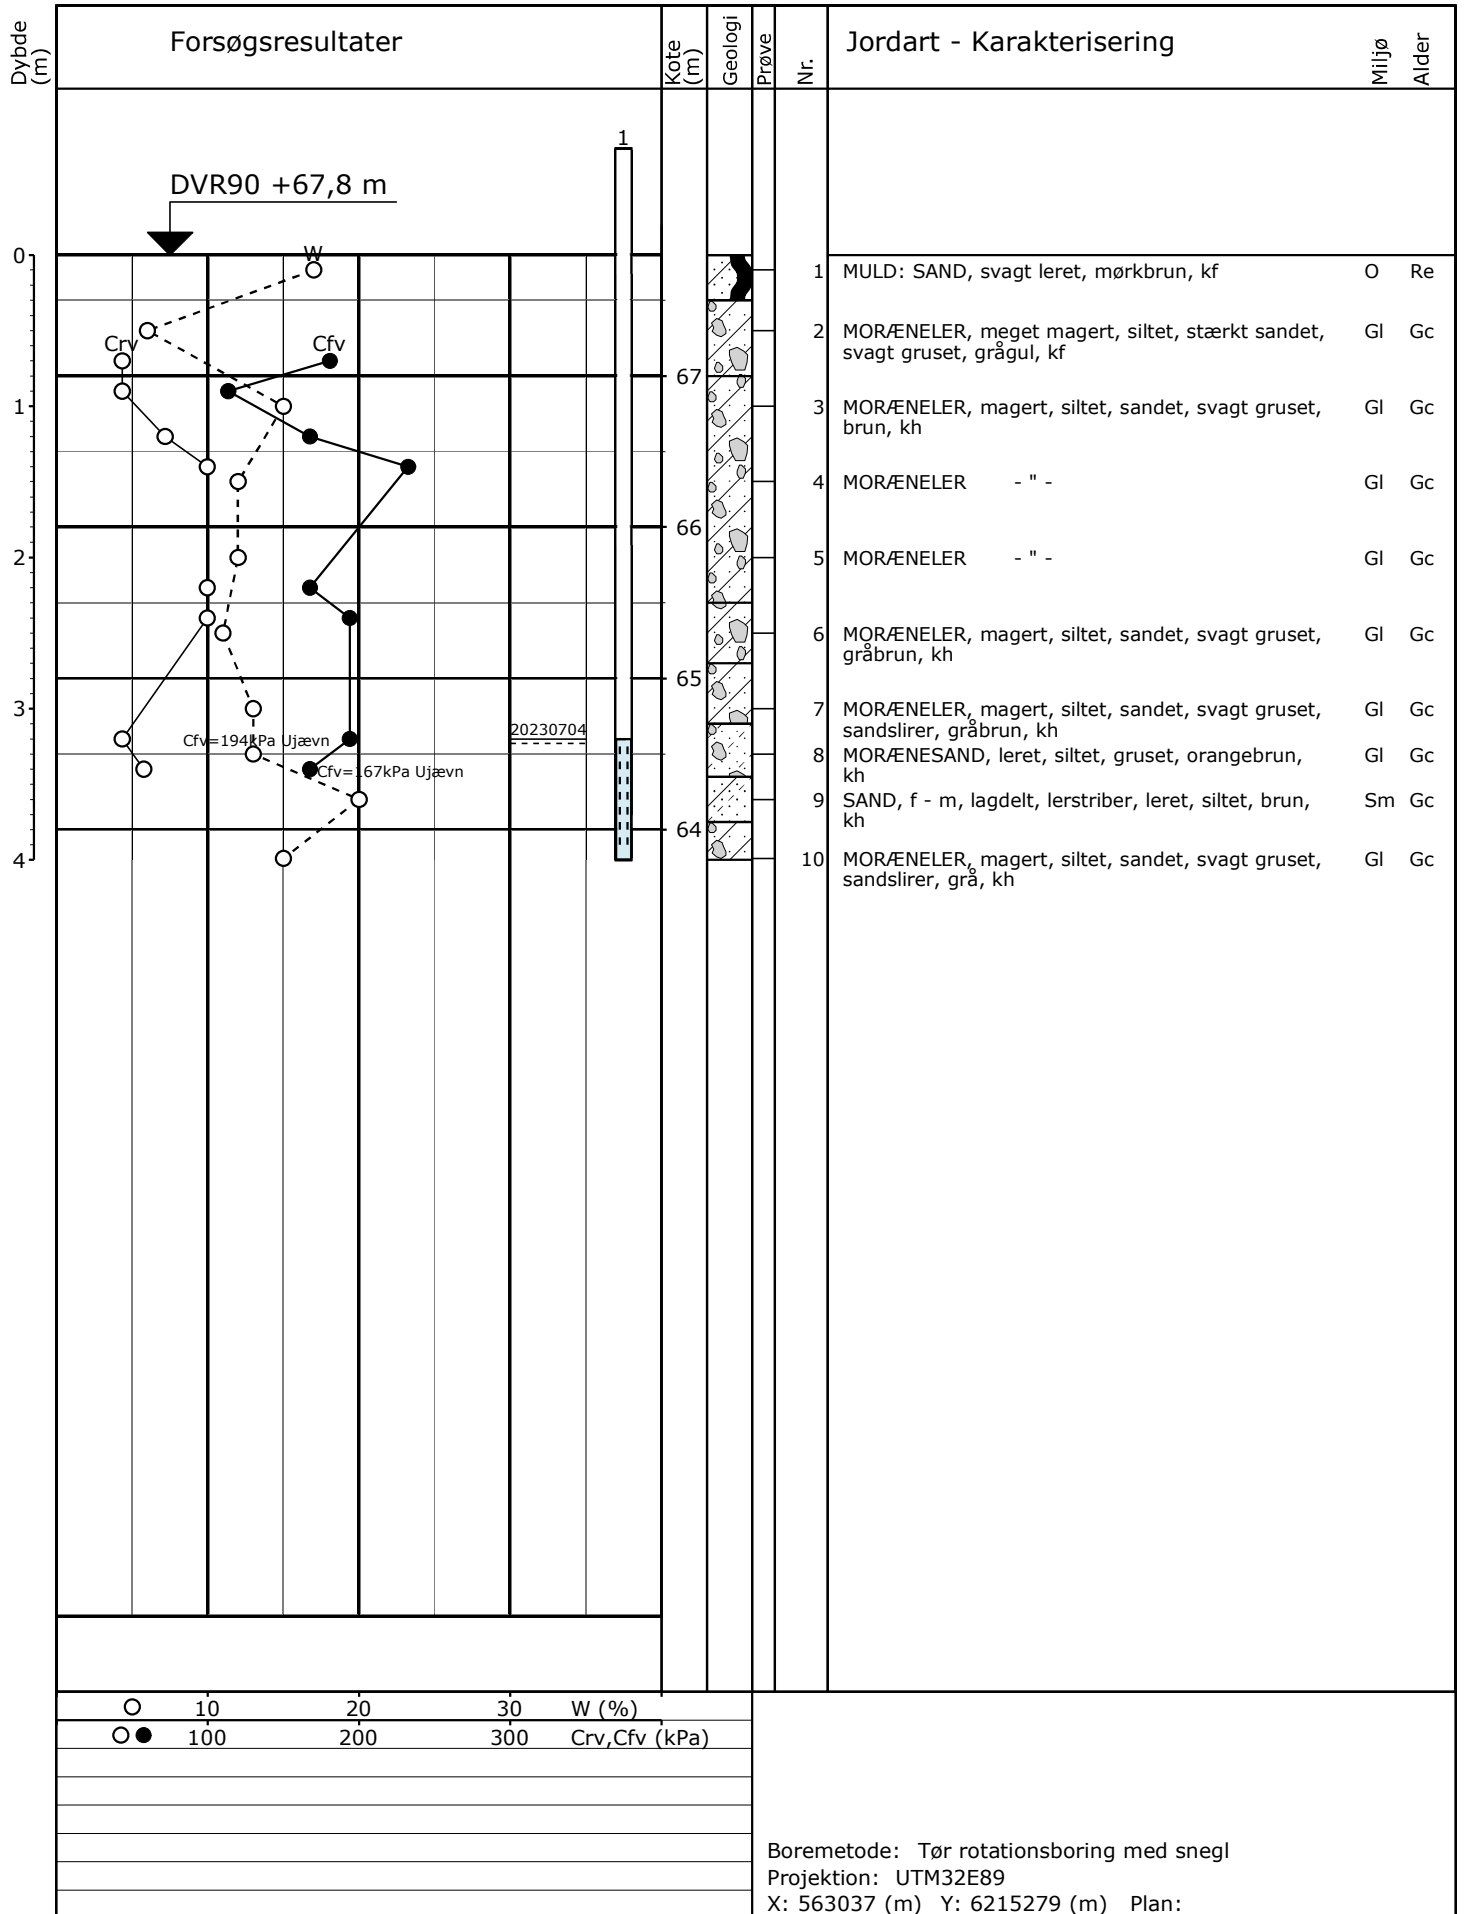 Dybde (m)
Forsøgsresultater
Kote (m)
Geologi
Prøve
Nr.
Jordart - Karakterisering
Miljø
Alder
1
DVR90 +67,8 m
0
W
1 MULD: SAND, svagt leret, mørkbrun, kf O Re
2 MORÆNELER, meget magert, siltet, stærkt sandet, Gl Gc
svagt gruset, grågul, kf
Crv
Cfv
67
1
3 MORÆNELER, magert, siltet, sandet, svagt gruset, Gl Gc
brun, kh
4 MORÆNELER - " - Gl Gc
66
2
5 MORÆNELER - " - Gl Gc
6 MORÆNELER, magert, siltet, sandet, svagt gruset, Gl Gc
gråbrun, kh
65
3
7 MORÆNELER, magert, siltet, sandet, svagt gruset, Gl Gc
sandslirer, gråbrun, kh
20230704
Cfv=194kPa Ujævn
8 MORÆNESAND, leret, siltet, gruset, orangebrun, Gl Gc
kh
Cfv=167kPa Ujævn
9 SAND, f - m, lagdelt, lerstriber, leret, siltet, brun, Sm Gc
kh
64
4
10 MORÆNELER, magert, siltet, sandet, svagt gruset, Gl Gc
sandslirer, grå, kh
10 20 30 W (%)
100 200 300 Crv,Cfv (kPa)
Boremetode: Tør rotationsboring med snegl
Projektion: UTM32E89
X: 563037 (m) Y: 6215279 (m) Plan: